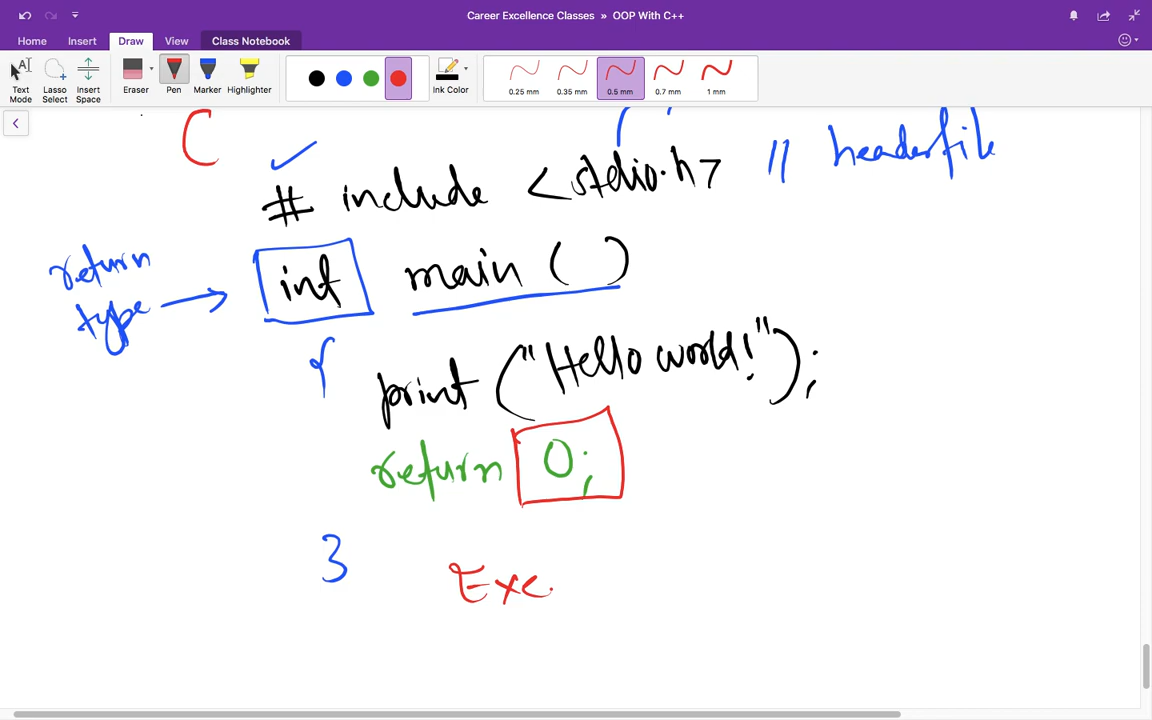 Career Excellence Classes » OOP With C++
Home Insert Draw View Class Notebook
Text Mode Lasso Select Insert Space Eraser Pen Marker Highlighter Ink Color 0.25 mm 0.35 mm 0.5 mm 0.7 mm 1 mm
C
# include <stdio.h> // headerfile
return type → int main ( )
{
print ("Hello world!");
return 0;
}
Exe.